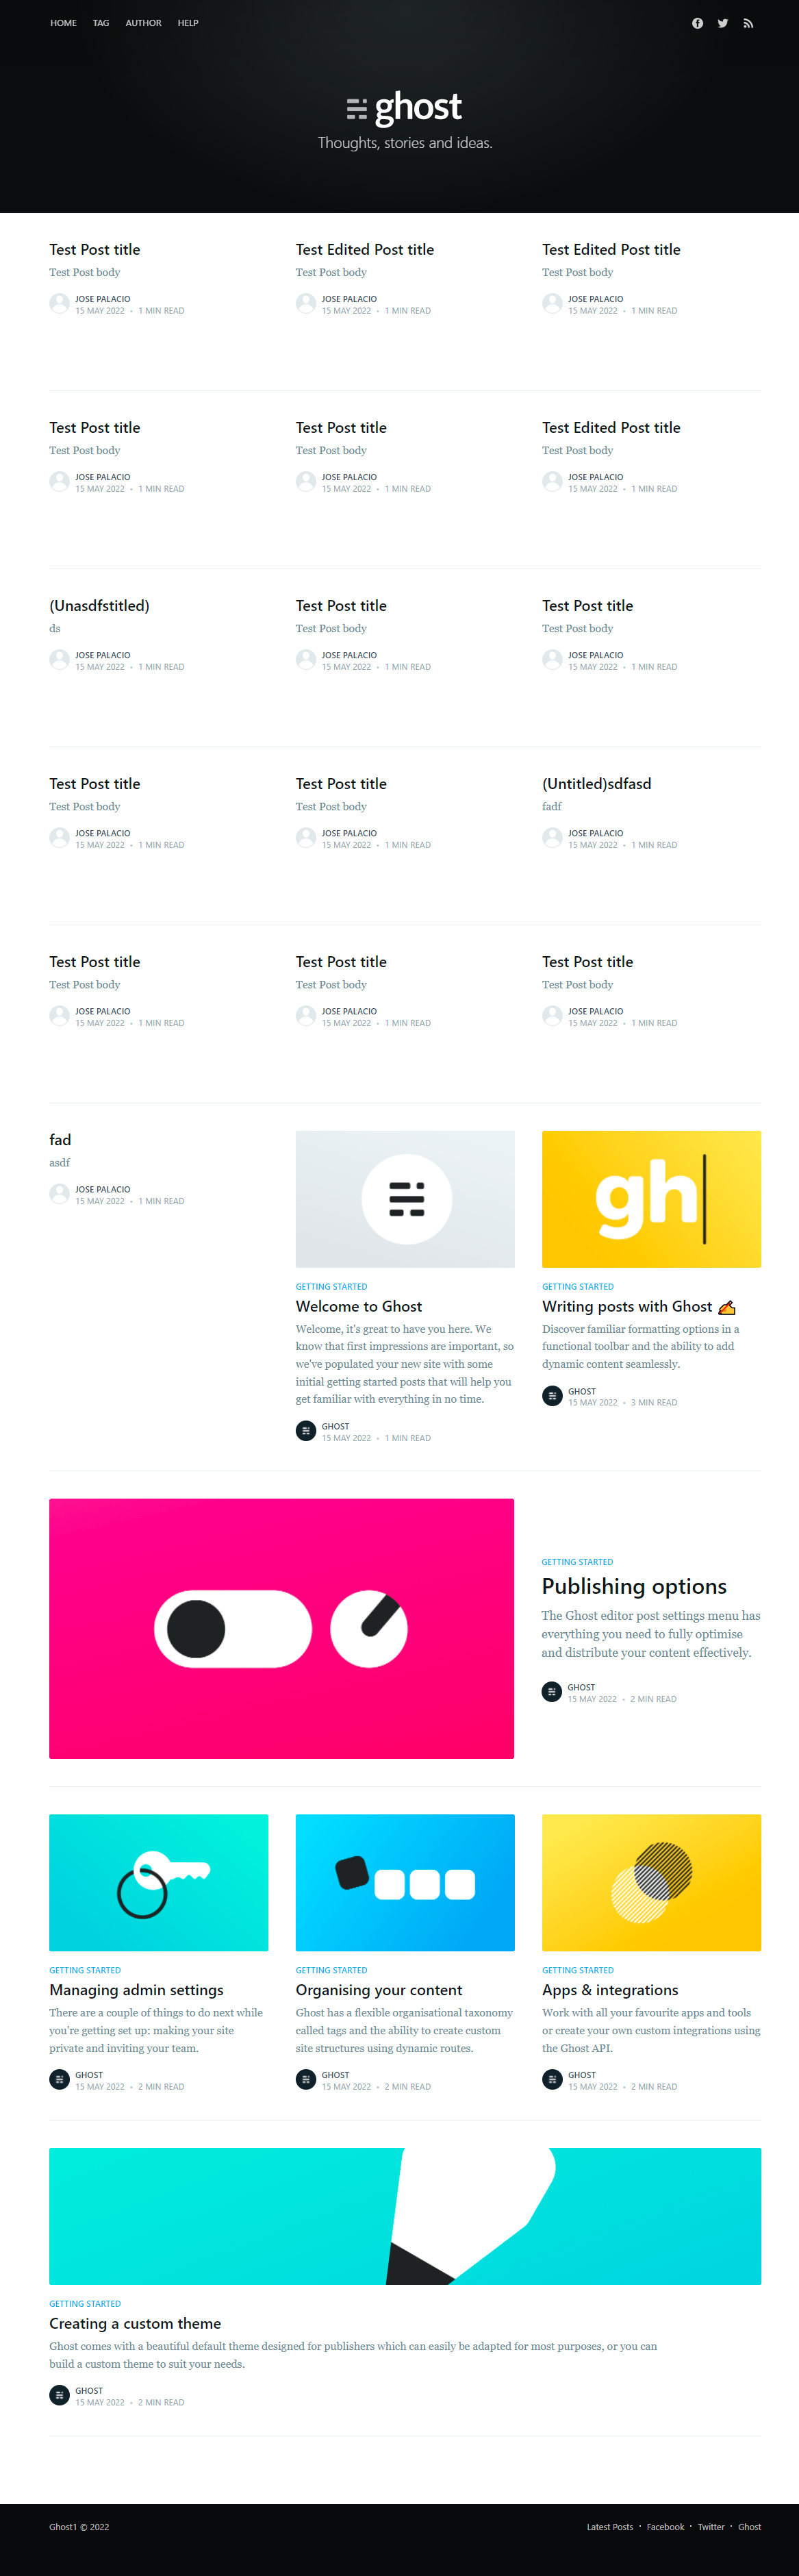 HOME TAG AUTHOR HELP
ghost
Thoughts, stories and ideas.
Test Post title
Test Post body
JOSE PALACIO
15 MAY 2022 • 1 MIN READ
Test Edited Post title
Test Post body
JOSE PALACIO
15 MAY 2022 • 1 MIN READ
Test Edited Post title
Test Post body
JOSE PALACIO
15 MAY 2022 • 1 MIN READ
Test Post title
Test Post body
JOSE PALACIO
15 MAY 2022 • 1 MIN READ
Test Post title
Test Post body
JOSE PALACIO
15 MAY 2022 • 1 MIN READ
Test Edited Post title
Test Post body
JOSE PALACIO
15 MAY 2022 • 1 MIN READ
(Unasdfstitled)
ds
JOSE PALACIO
15 MAY 2022 • 1 MIN READ
Test Post title
Test Post body
JOSE PALACIO
15 MAY 2022 • 1 MIN READ
Test Post title
Test Post body
JOSE PALACIO
15 MAY 2022 • 1 MIN READ
Test Post title
Test Post body
JOSE PALACIO
15 MAY 2022 • 1 MIN READ
Test Post title
Test Post body
JOSE PALACIO
15 MAY 2022 • 1 MIN READ
(Untitled)sdfasd
fadf
JOSE PALACIO
15 MAY 2022 • 1 MIN READ
Test Post title
Test Post body
JOSE PALACIO
15 MAY 2022 • 1 MIN READ
Test Post title
Test Post body
JOSE PALACIO
15 MAY 2022 • 1 MIN READ
Test Post title
Test Post body
JOSE PALACIO
15 MAY 2022 • 1 MIN READ
fad
asdf
JOSE PALACIO
15 MAY 2022 • 1 MIN READ
GETTING STARTED
Welcome to Ghost
Welcome, it's great to have you here. We
know that first impressions are important, so
we've populated your new site with some
initial getting started posts that will help you
get familiar with everything in no time.
GHOST
15 MAY 2022 • 1 MIN READ
gh
GETTING STARTED
Writing posts with Ghost ✍️
Discover familiar formatting options in a
functional toolbar and the ability to add
dynamic content seamlessly.
GHOST
15 MAY 2022 • 3 MIN READ
GETTING STARTED
Publishing options
The Ghost editor post settings menu has
everything you need to fully optimise
and distribute your content effectively.
GHOST
15 MAY 2022 • 2 MIN READ
GETTING STARTED
Managing admin settings
There are a couple of things to do next while
you're getting set up: making your site
private and inviting your team.
GHOST
15 MAY 2022 • 2 MIN READ
GETTING STARTED
Organising your content
Ghost has a flexible organisational taxonomy
called tags and the ability to create custom
site structures using dynamic routes.
GHOST
15 MAY 2022 • 2 MIN READ
GETTING STARTED
Apps & integrations
Work with all your favourite apps and tools
or create your own custom integrations using
the Ghost API.
GHOST
15 MAY 2022 • 2 MIN READ
GETTING STARTED
Creating a custom theme
Ghost comes with a beautiful default theme designed for publishers which can easily be adapted for most purposes, or you can
build a custom theme to suit your needs.
GHOST
15 MAY 2022 • 2 MIN READ
Ghost1 © 2022
Latest Posts • Facebook • Twitter • Ghost